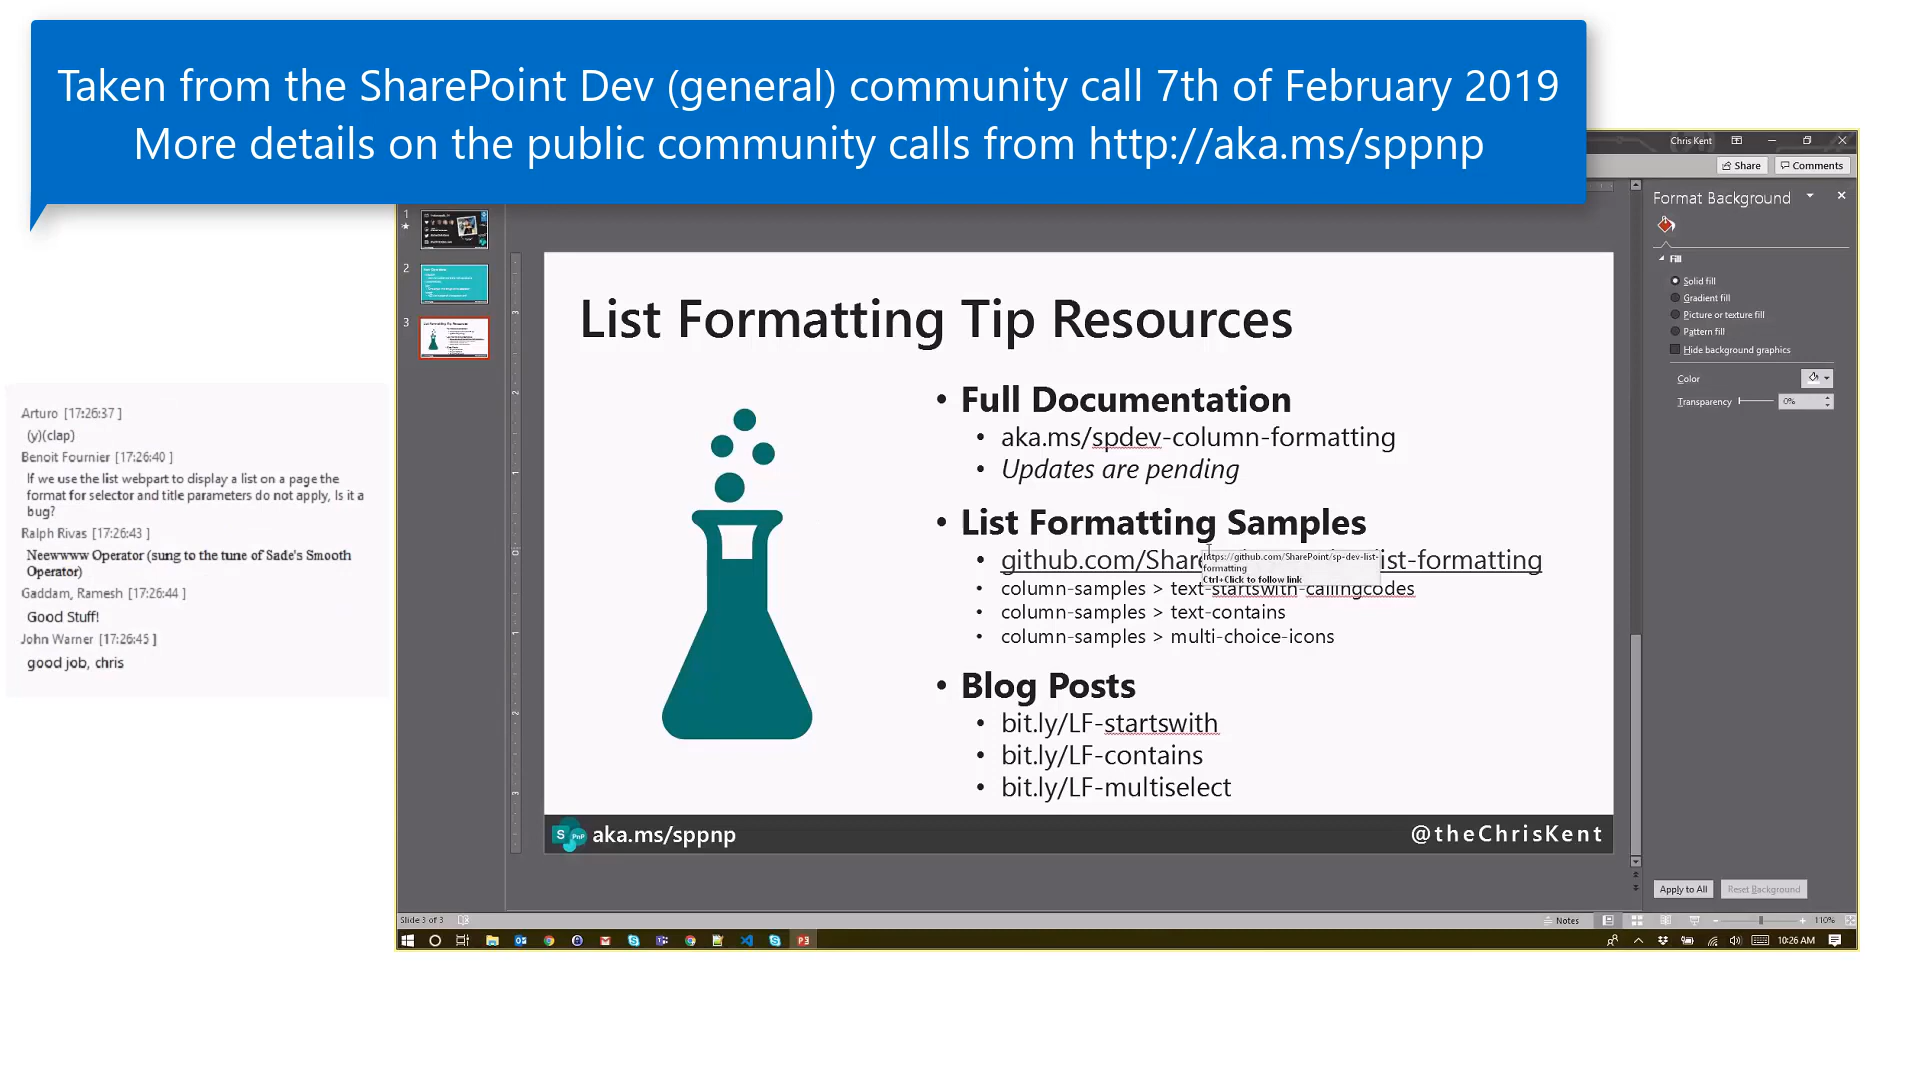 Taken from the SharePoint Dev (general) community call 7th of February 2019
More details on the public community calls from http://aka.ms/sppnp
Chris Kent
Share
Comments
Format Background
Fill
Solid fill
Gradient fill
Picture or texture fill
Pattern fill
Hide background graphics
Color
Transparency
0%
1
2
3
Arturo [17:26:37 ]
(y)(clap)
Benoit Fournier [17:26:40 ]
If we use the list webpart to display a list on a page the
format for selector and title parameters do not apply, Is it a
bug?
Ralph Rivas [17:26:43 ]
Neewwww Operator (sung to the tune of Sade's Smooth
Operator)
Gaddam, Ramesh [17:26:44 ]
Good Stuff!
John Warner [17:26:45 ]
good job, chris
List Formatting Tip Resources
• Full Documentation
• aka.ms/spdev-column-formatting
• Updates are pending
• List Formatting Samples
• github.com/Share
ist-formatting
https://github.com/SharePoint/sp-dev-list-
formatting
Ctrl+Click to follow link
• column-samples > text-startswith-callingcodes
• column-samples > text-contains
• column-samples > multi-choice-icons
• Blog Posts
• bit.ly/LF-startswith
• bit.ly/LF-contains
• bit.ly/LF-multiselect
S PnP aka.ms/sppnp
@theChrisKent
Apply to All
Reset Background
Slide 3 of 3
Notes
110%
10:26 AM